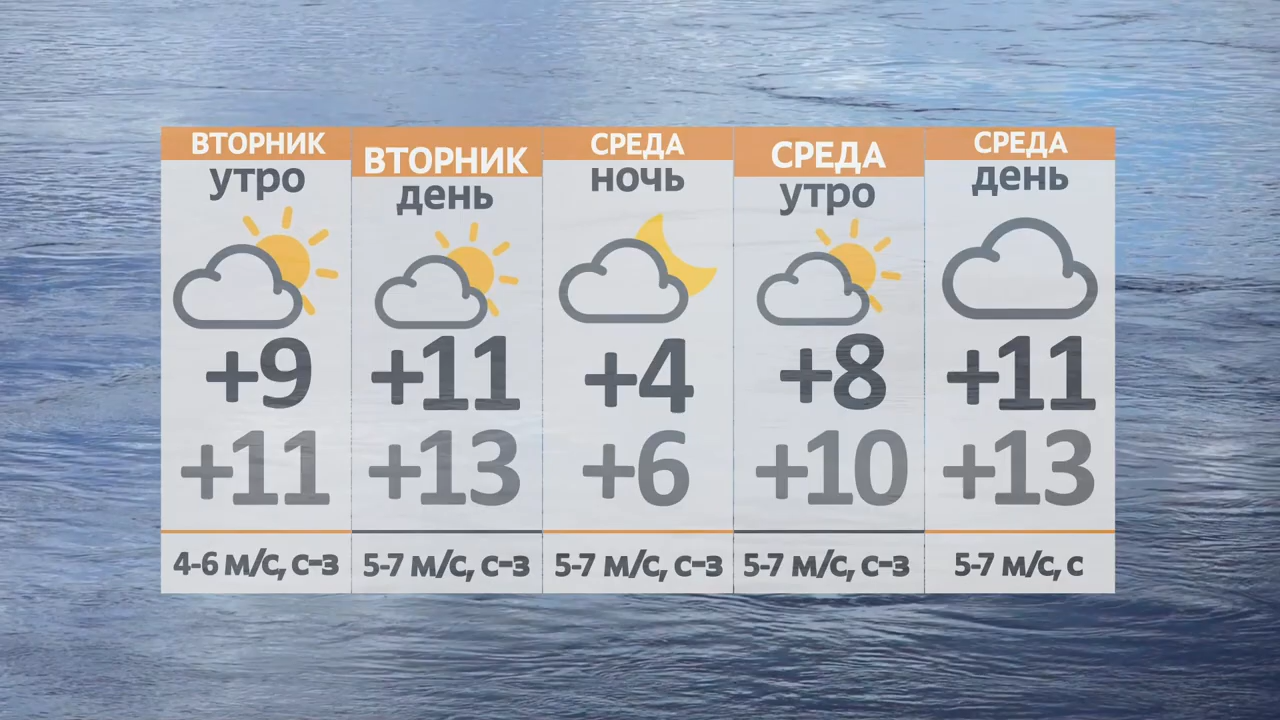 ВТОРНИК
утро
+9
+11
4-6 м/с, с-з
ВТОРНИК
день
+11
+13
5-7 м/с, с-з
СРЕДА
ночь
+4
+6
5-7 м/с, с-з
СРЕДА
утро
+8
+10
5-7 м/с, с-з
СРЕДА
день
+11
+13
5-7 м/с, с